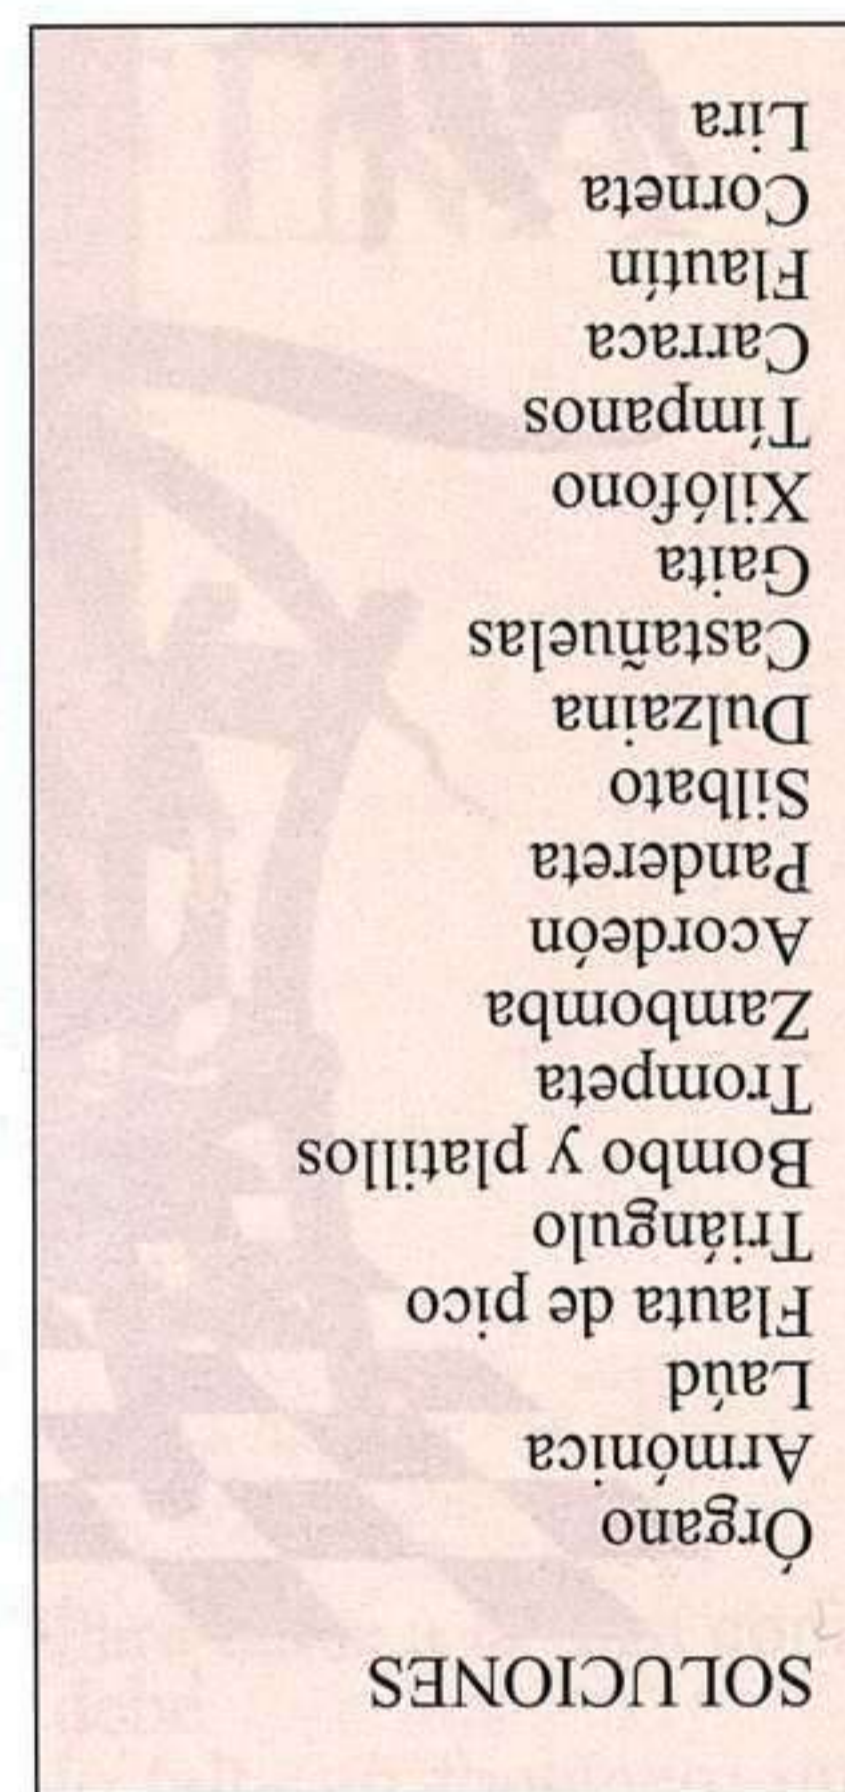 SOLUCIONES
Órgano
Armónica
Laúd
Flauta de pico
Triángulo
Bombo y platillos
Trompeta
Zambomba
Acordeón
Pandereta
Silbato
Dulzaina
Castañuelas
Gaita
Xilófono
Tímpanos
Carraca
Flautín
Corneta
Lira